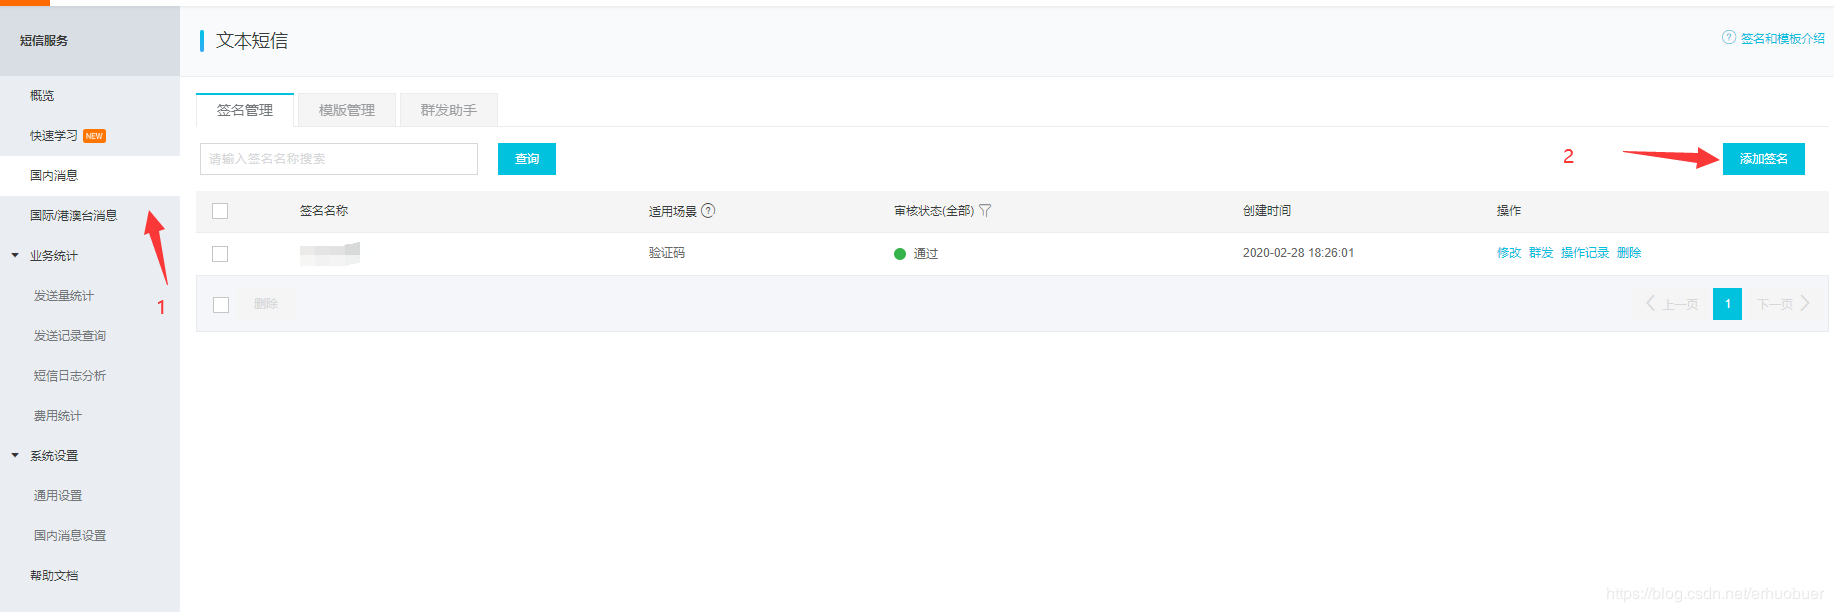 短信服务
文本短信
签名和模板介绍
概览
快速学习 NEW
国内消息
国际/港澳台消息
业务统计
发送量统计
发送记录查询
短信日志分析
费用统计
系统设置
通用设置
国内消息设置
帮助文档
1
签名管理 模版管理 群发助手
请输入签名名称搜索 查询 2 添加签名
签名名称 适用场景 审核状态(全部) 创建时间 操作
验证码 通过 2020-02-28 18:26:01 修改 群发 操作记录 删除
删除 上一页 1 下一页
https://blog.csdn.net/erhuobuer